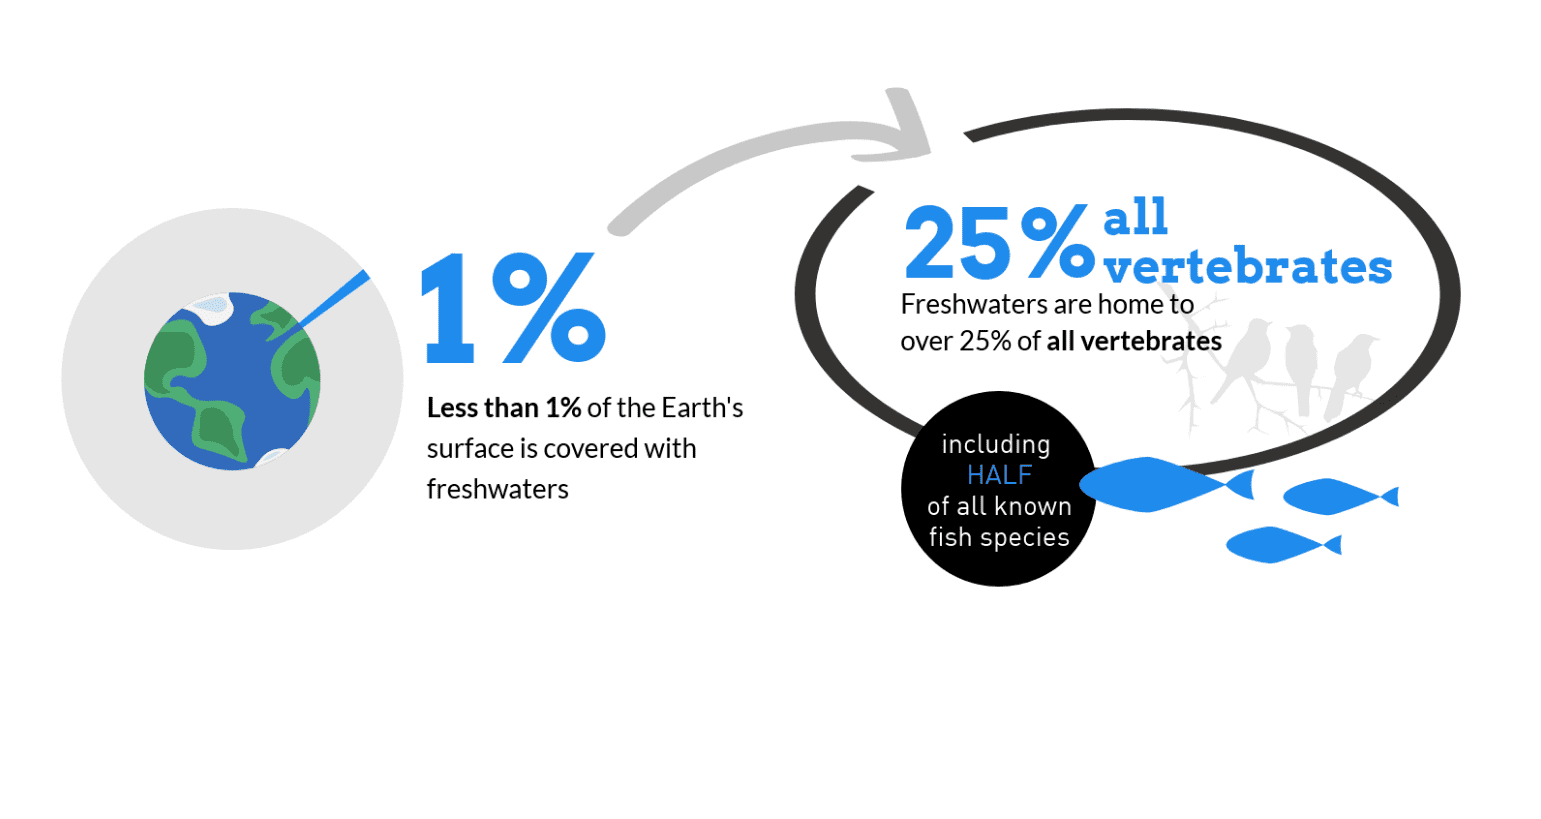 1%
Less than 1% of the Earth's
surface is covered with
freshwaters
25% all
vertebrates
Freshwaters are home to
over 25% of all vertebrates
including
HALF
of all known
fish species